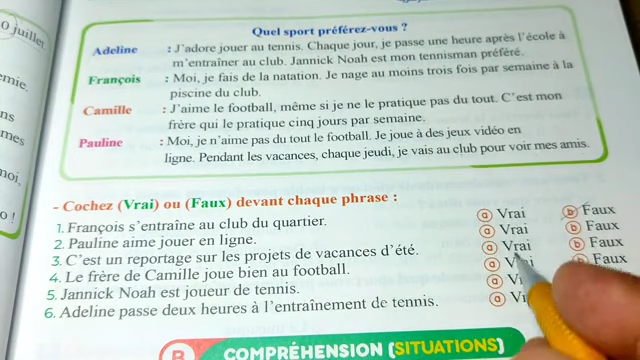 0 juillet
Quel sport préférez-vous ?
Adeline : J'adore jouer au tennis. Chaque jour, je passe une heure après l'école à
m'entraîner au club. Jannick Noah est mon tennisman préféré.
emie.
François : Moi, je fais de la natation. Je nage au moins trois fois par semaine à la
piscine du club.
ns
Camille : J'aime le football, même si je ne le pratique pas du tout. C'est mon
mes
frère qui le pratique cinq jours par semaine.
Pauline : Moi, je n'aime pas du tout le football. Je joue à des jeux vidéo en
moi,
ligne. Pendant les vacances, chaque jeudi, je vais au club pour voir mes amis.
o !
- Cochez (Vrai) ou (Faux) devant chaque phrase :
1. François s'entraîne au club du quartier. a Vrai b Faux
2. Pauline aime jouer en ligne. a Vrai b Faux
3. C'est un reportage sur les projets de vacances d'été. a Vrai b Faux
4. Le frère de Camille joue bien au football. a b Faux
5. Jannick Noah est joueur de tennis. a
6. Adeline passe deux heures à l'entraînement de tennis. a
B COMPRÉHENSION (SITUATIONS)